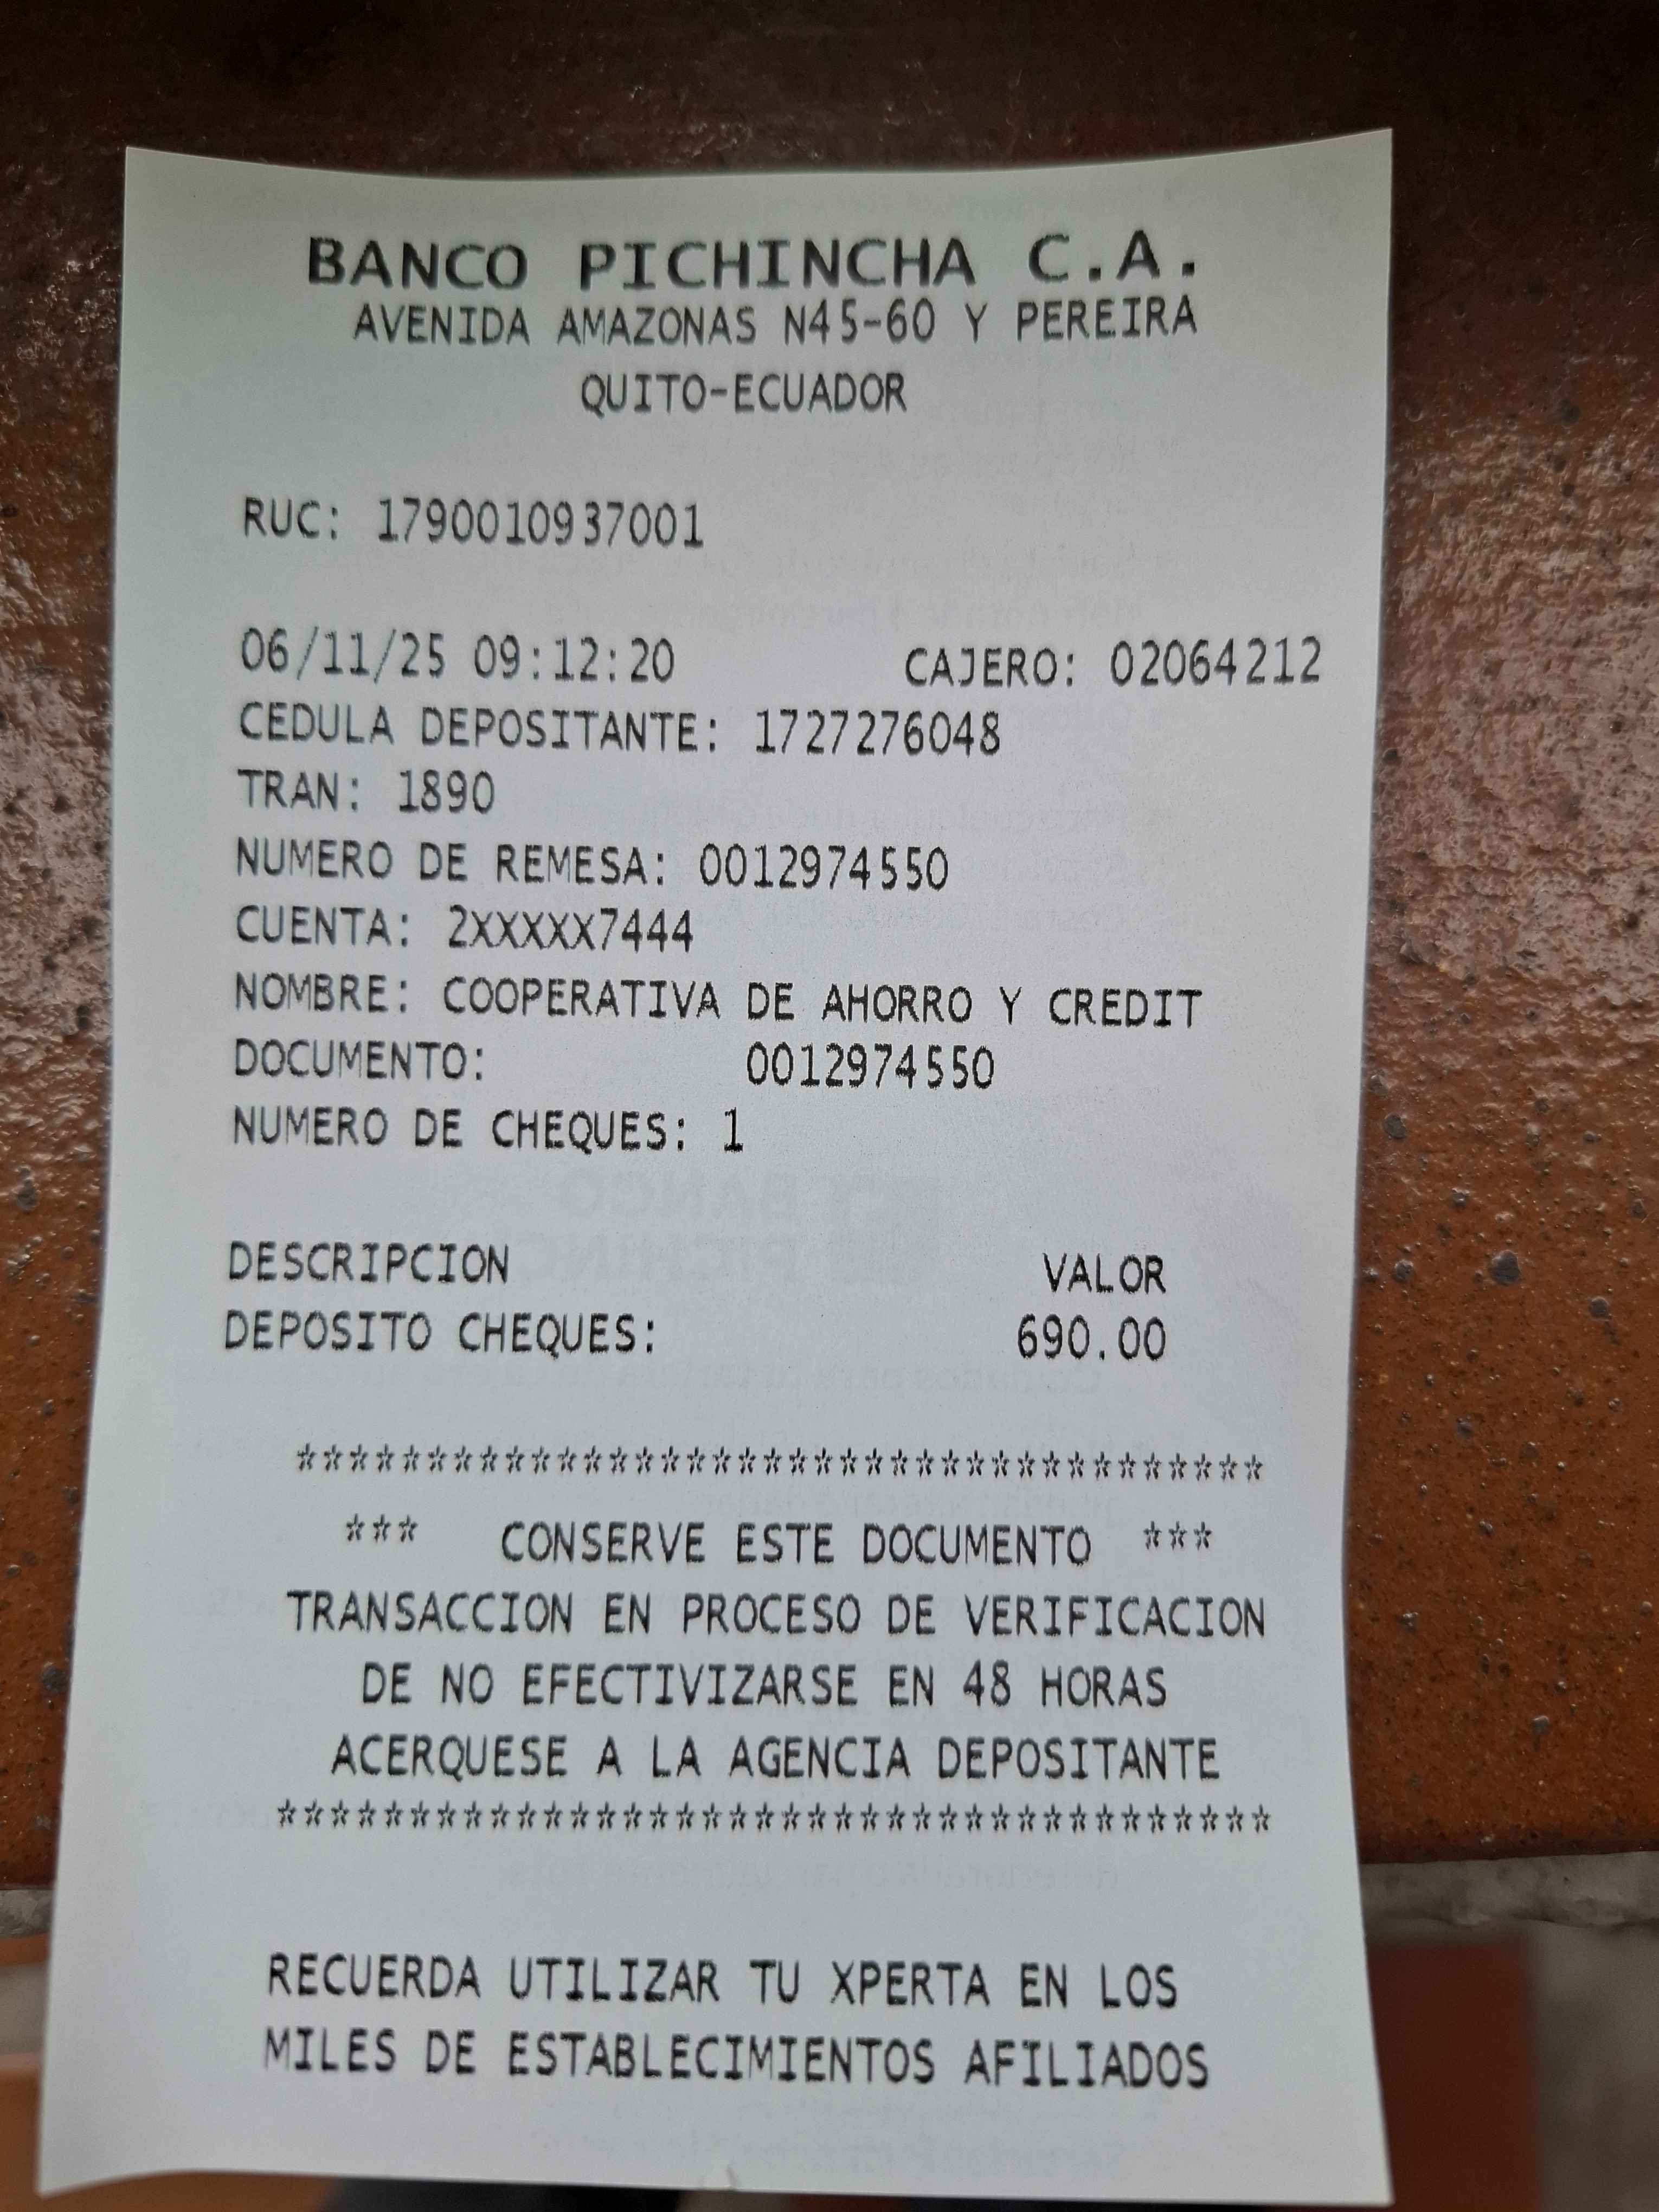 BANCO PICHINCHA C.A.
AVENIDA AMAZONAS N45-60 Y PEREIRA
QUITO-ECUADOR
RUC: 1790010937001
06/11/25 09:12:20 CAJERO: 02064212
CEDULA DEPOSITANTE: 1727276048
TRAN: 1890
NUMERO DE REMESA: 0012974550
CUENTA: 2XXXXX7444
NOMBRE: COOPERATIVA DE AHORRO Y CREDIT
DOCUMENTO: 0012974550
NUMERO DE CHEQUES: 1
DESCRIPCION VALOR
DEPOSITO CHEQUES: 690.00
**************************************
*** CONSERVE ESTE DOCUMENTO ***
TRANSACCION EN PROCESO DE VERIFICACION
DE NO EFECTIVIZARSE EN 48 HORAS
ACERQUESE A LA AGENCIA DEPOSITANTE
**************************************
RECUERDA UTILIZAR TU XPERTA EN LOS
MILES DE ESTABLECIMIENTOS AFILIADOS